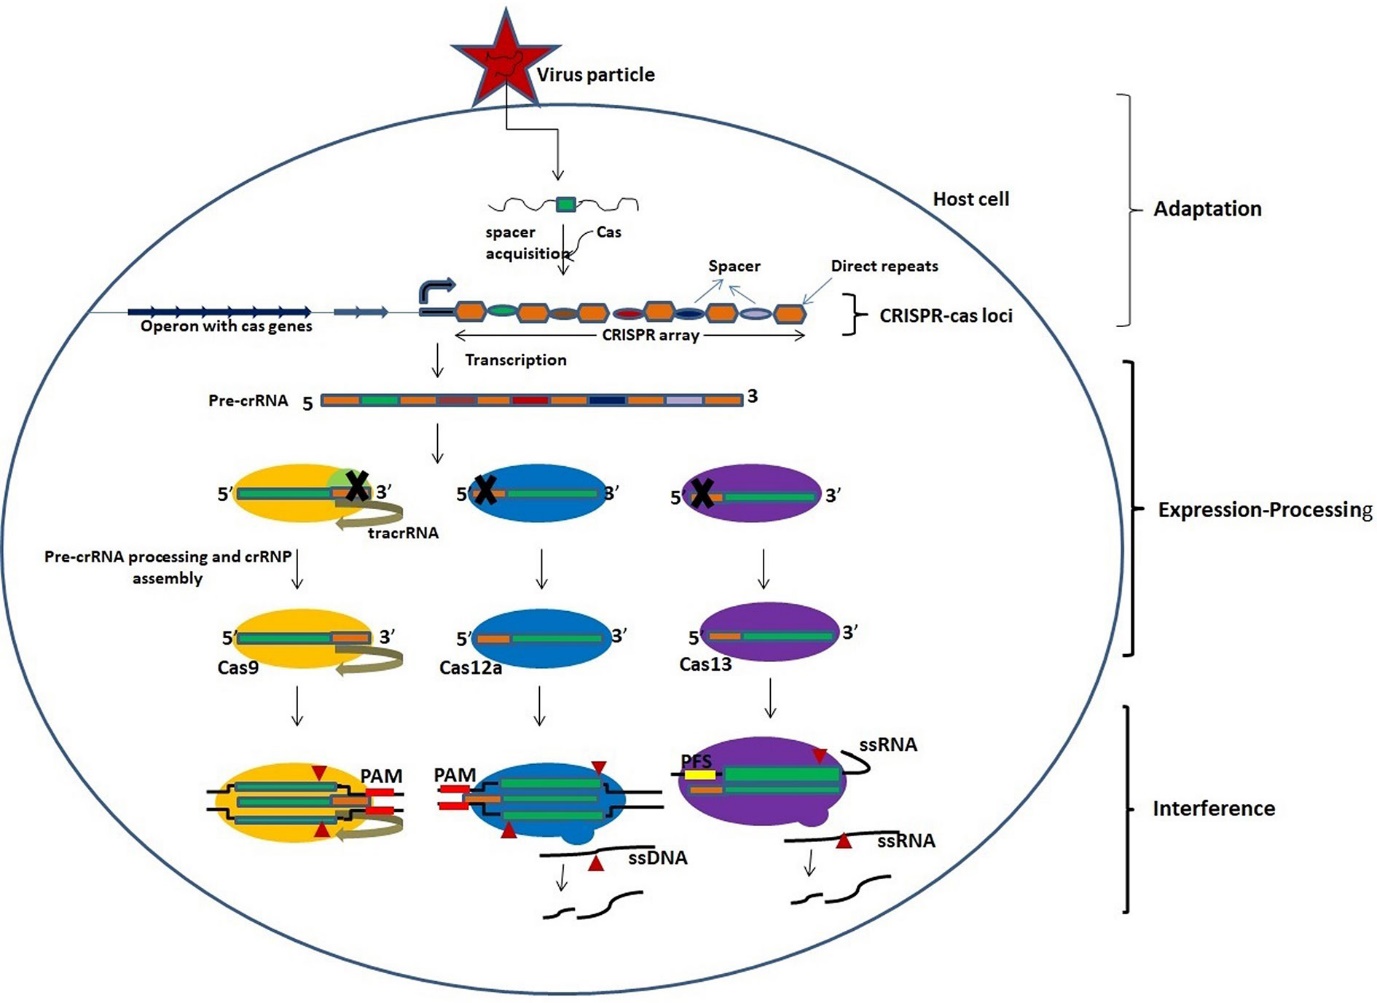 Virus particle
Host cell
Adaptation
spacer
acquisition
Cas
Spacer
Direct repeats
Operon with cas genes
CRISPR array
CRISPR-cas loci
Transcription
Pre-crRNA
5
3
5’
3’
5’
3’
5
3’
tracrRNA
Expression-Processing
Pre-crRNA processing and crRNP
assembly
5’
3’
5’
3’
5’
3’
Cas9
Cas12a
Cas13
PAM
PAM
PFS
ssRNA
Interference
ssDNA
ssRNA